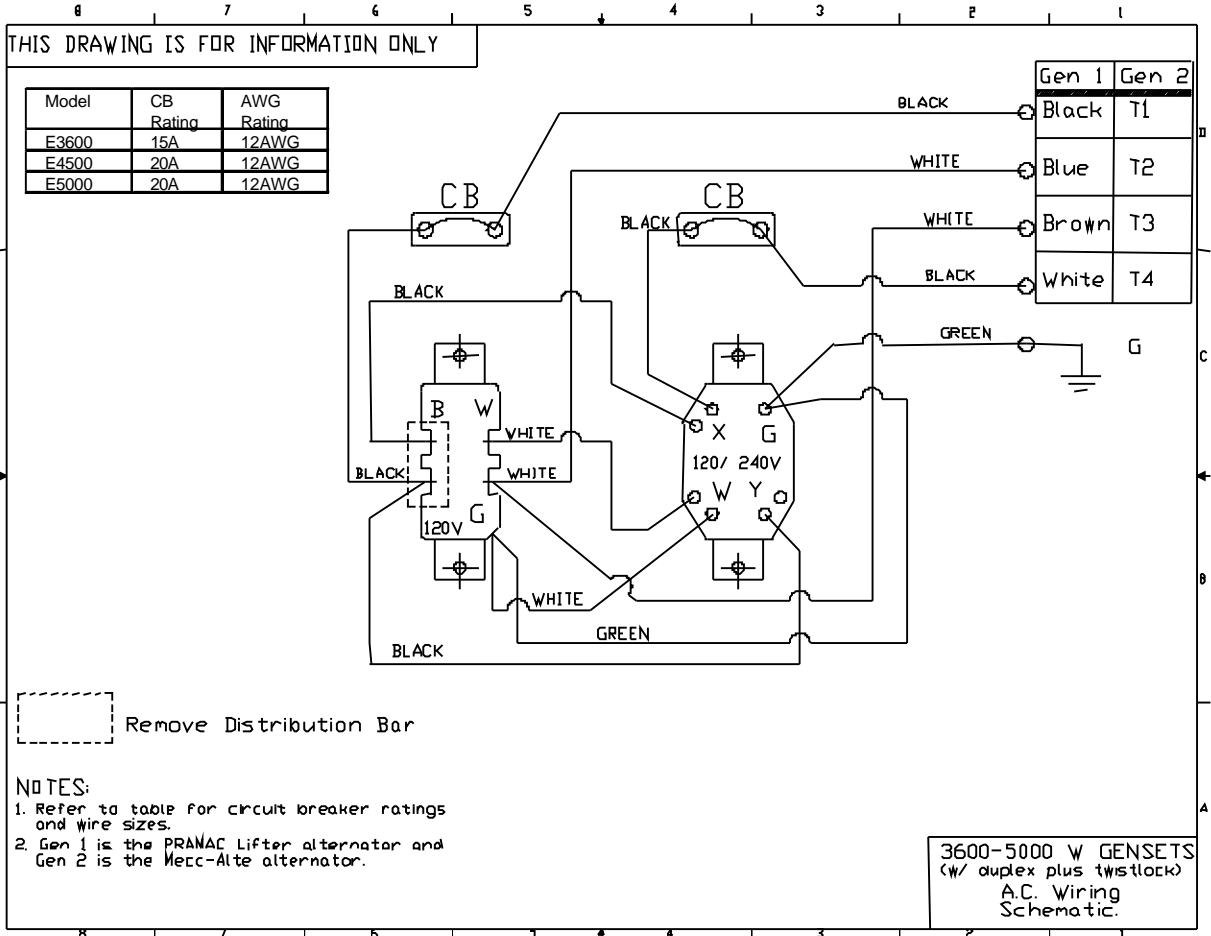 8 7 6 5 4 3 2 1
THIS DRAWING IS FOR INFORMATION ONLY
Model CB Rating AWG Rating
E3600 15A 12AWG
E4500 20A 12AWG
E5000 20A 12AWG
Gen 1 Gen 2
BLACK Black T1
D
WHITE Blue T2
CB CB
BLACK WHITE Brown T3
BLACK White T4
BLACK
GREEN G
C
B W
X G
WHITE
120/ 240V
BLACK WHITE
W Y
G
120V
B
WHITE
GREEN
BLACK
Remove Distribution Bar
NOTES:
1. Refer to table for circuit breaker ratings
and wire sizes.
A
2. Gen 1 is the PRAMAC Lifter alternator and
Gen 2 is the Mecc-Alte alternator.
3600-5000 W GENSETS
(w/ duplex plus twistlock)
A.C. Wiring
Schematic.